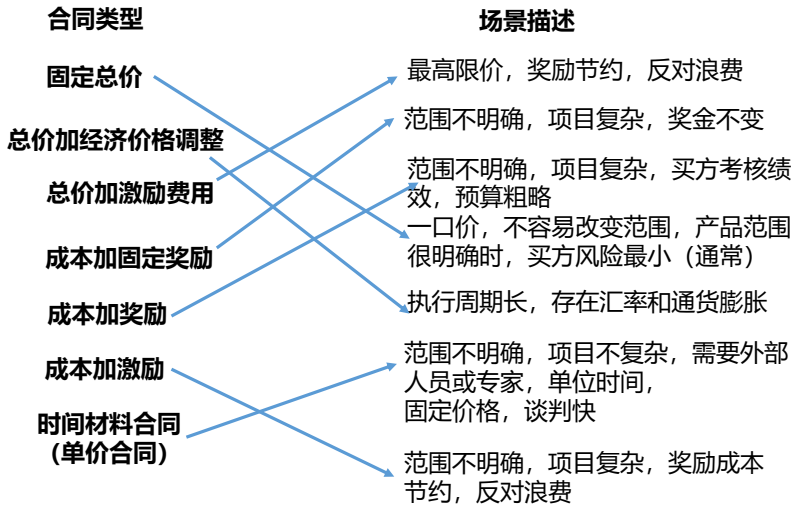 合同类型
场景描述
固定总价
最高限价，奖励节约，反对浪费
总价加经济价格调整
范围不明确，项目复杂，奖金不变
总价加激励费用
范围不明确，项目复杂，买方考核绩
效，预算粗略
成本加固定奖励
一口价，不容易改变范围，产品范围
很明确时，买方风险最小（通常）
成本加奖励
执行周期长，存在汇率和通货膨胀
成本加激励
范围不明确，项目不复杂，需要外部
人员或专家，单位时间，
固定价格，谈判快
时间材料合同
（单价合同）
范围不明确，项目复杂，奖励成本
节约，反对浪费